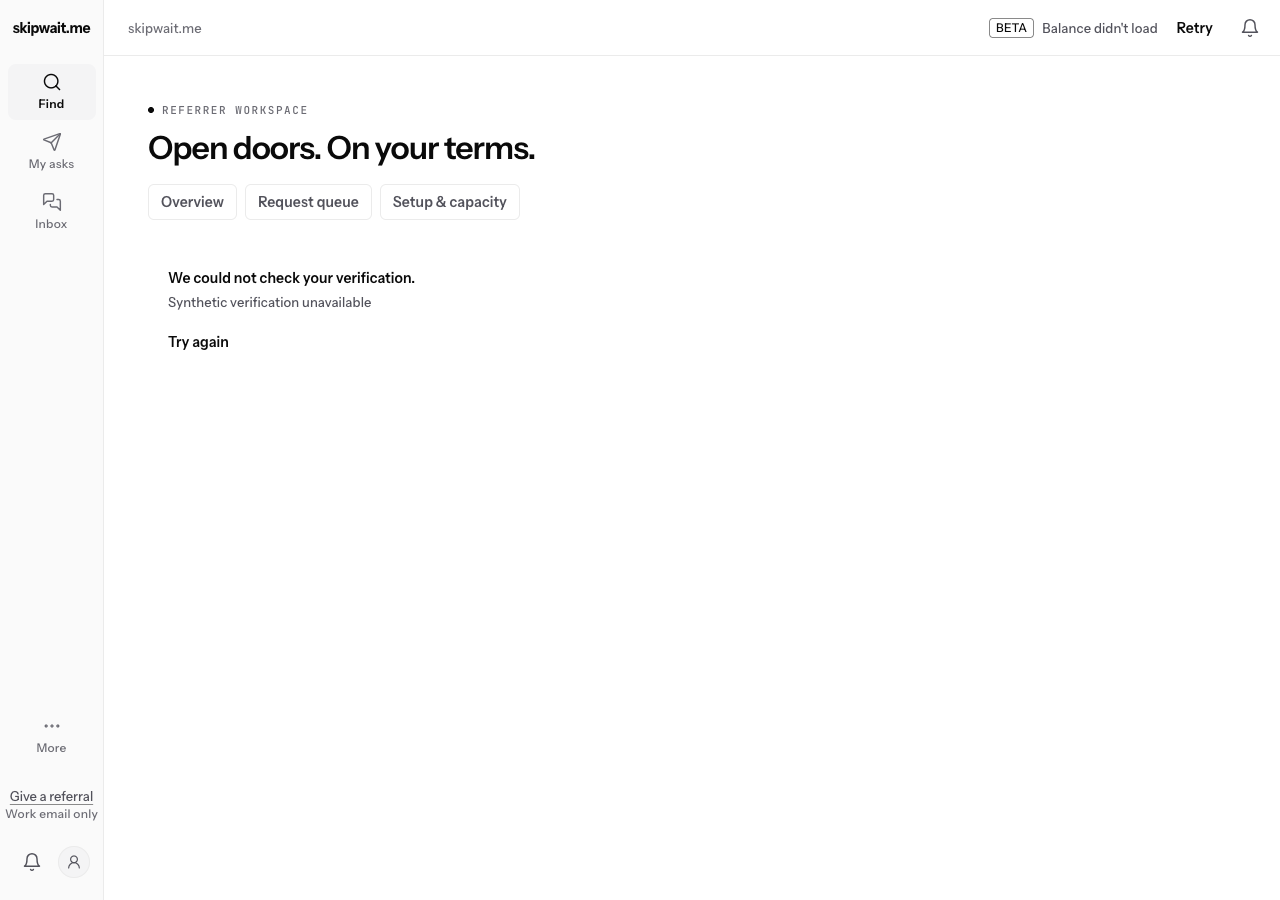 skipwait.me
Find
My asks
Inbox
More
Give a referral
Work email only
skipwait.me
BETA Balance didn't load Retry
REFERRER WORKSPACE
Open doors. On your terms.
Overview Request queue Setup & capacity
We could not check your verification.
Synthetic verification unavailable
Try again